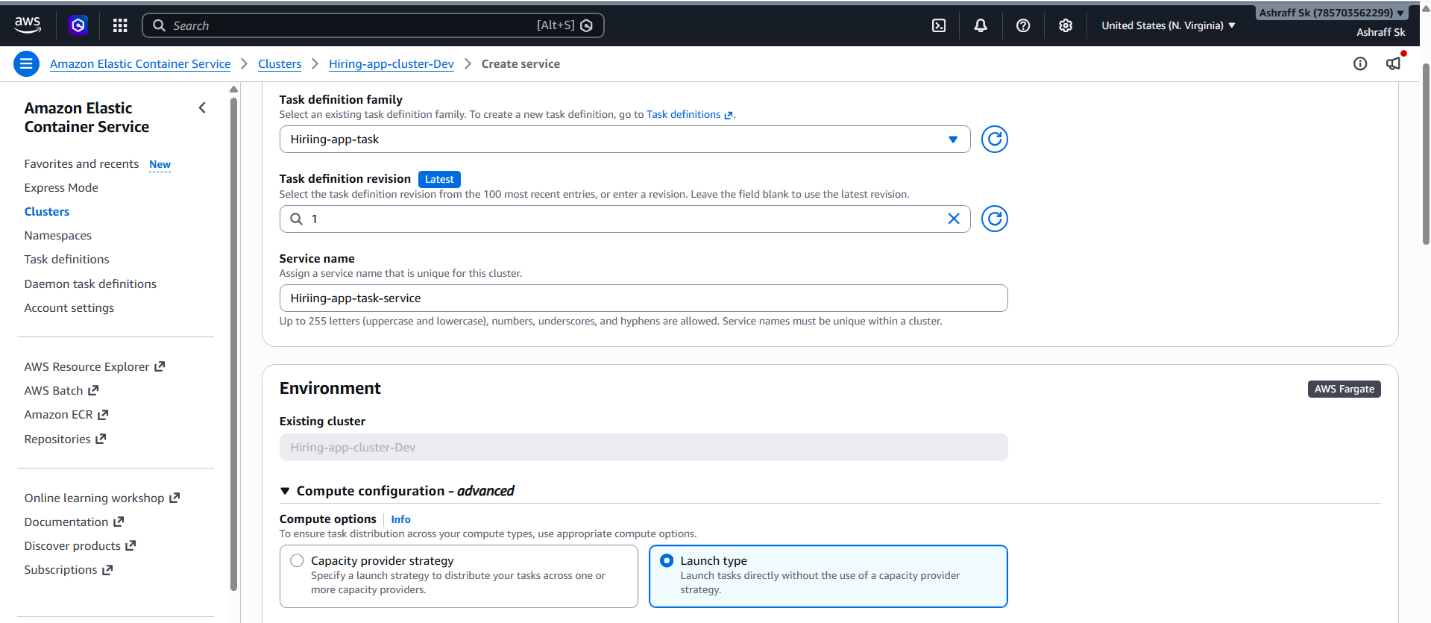 aws
Search
[Alt+S]
United States (N. Virginia)
Ashraff Sk (785703562299)
Ashraff Sk
Amazon Elastic Container Service
Clusters
Hiring-app-cluster-Dev
Create service
Amazon Elastic
Container Service
Favorites and recents New
Express Mode
Clusters
Namespaces
Task definitions
Daemon task definitions
Account settings
AWS Resource Explorer
AWS Batch
Amazon ECR
Repositories
Online learning workshop
Documentation
Discover products
Subscriptions
Task definition family
Select an existing task definition family. To create a new task definition, go to Task definitions.
Hiriing-app-task
Task definition revision Latest
Select the task definition revision from the 100 most recent entries, or enter a revision. Leave the field blank to use the latest revision.
1
Service name
Assign a service name that is unique for this cluster.
Hiriing-app-task-service
Up to 255 letters (uppercase and lowercase), numbers, underscores, and hyphens are allowed. Service names must be unique within a cluster.
Environment
AWS Fargate
Existing cluster
Hiring-app-cluster-Dev
Compute configuration - advanced
Compute options Info
To ensure task distribution across your compute types, use appropriate compute options.
Capacity provider strategy
Specify a launch strategy to distribute your tasks across one or
more capacity providers.
Launch type
Launch tasks directly without the use of a capacity provider
strategy.